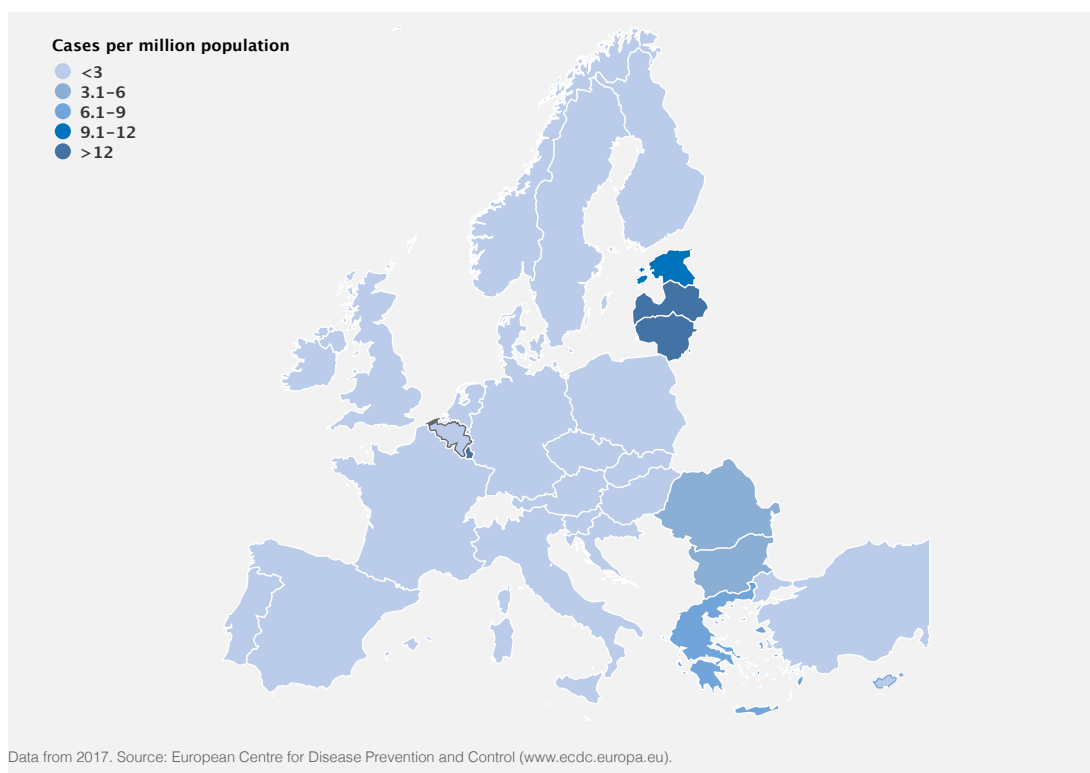 Cases per million population
<3
3.1–6
6.1–9
9.1–12
>12
Data from 2017. Source: European Centre for Disease Prevention and Control (www.ecdc.europa.eu).